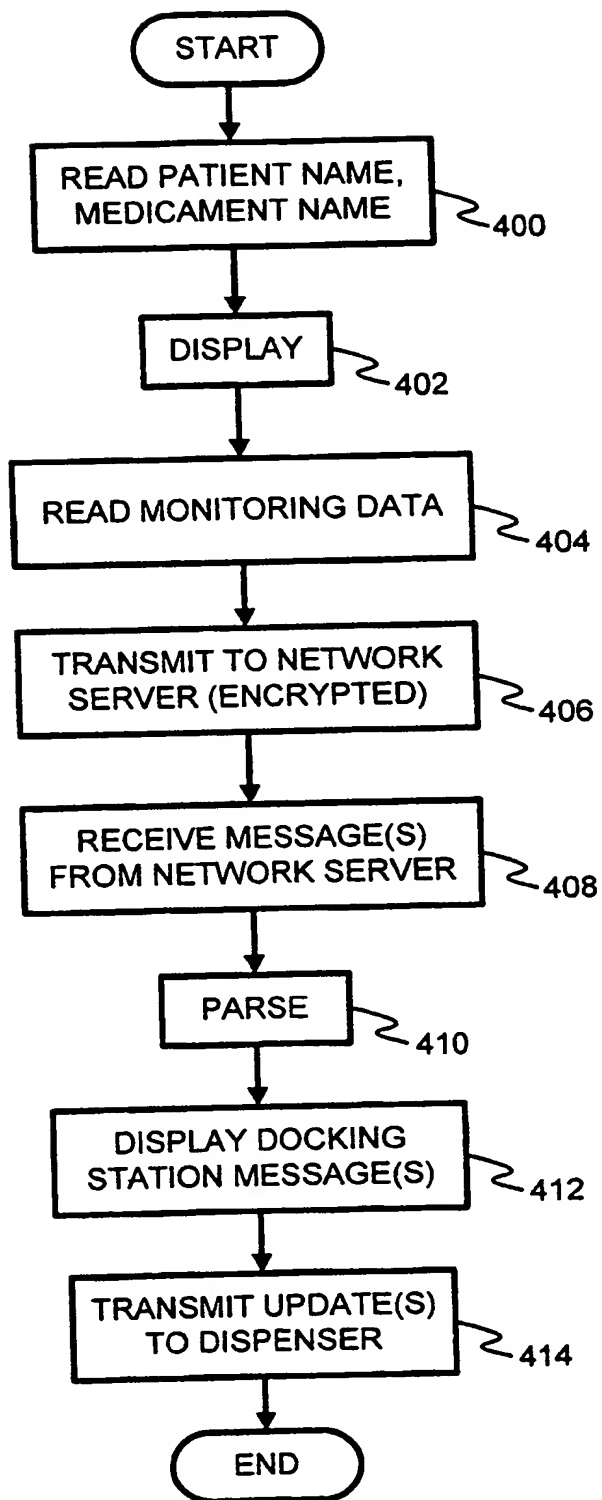 START
READ PATIENT NAME,
MEDICAMENT NAME
400
DISPLAY
402
READ MONITORING DATA
404
TRANSMIT TO NETWORK
SERVER (ENCRYPTED)
406
RECEIVE MESSAGE(S)
FROM NETWORK SERVER
408
PARSE
410
DISPLAY DOCKING
STATION MESSAGE(S)
412
TRANSMIT UPDATE(S)
TO DISPENSER
414
END